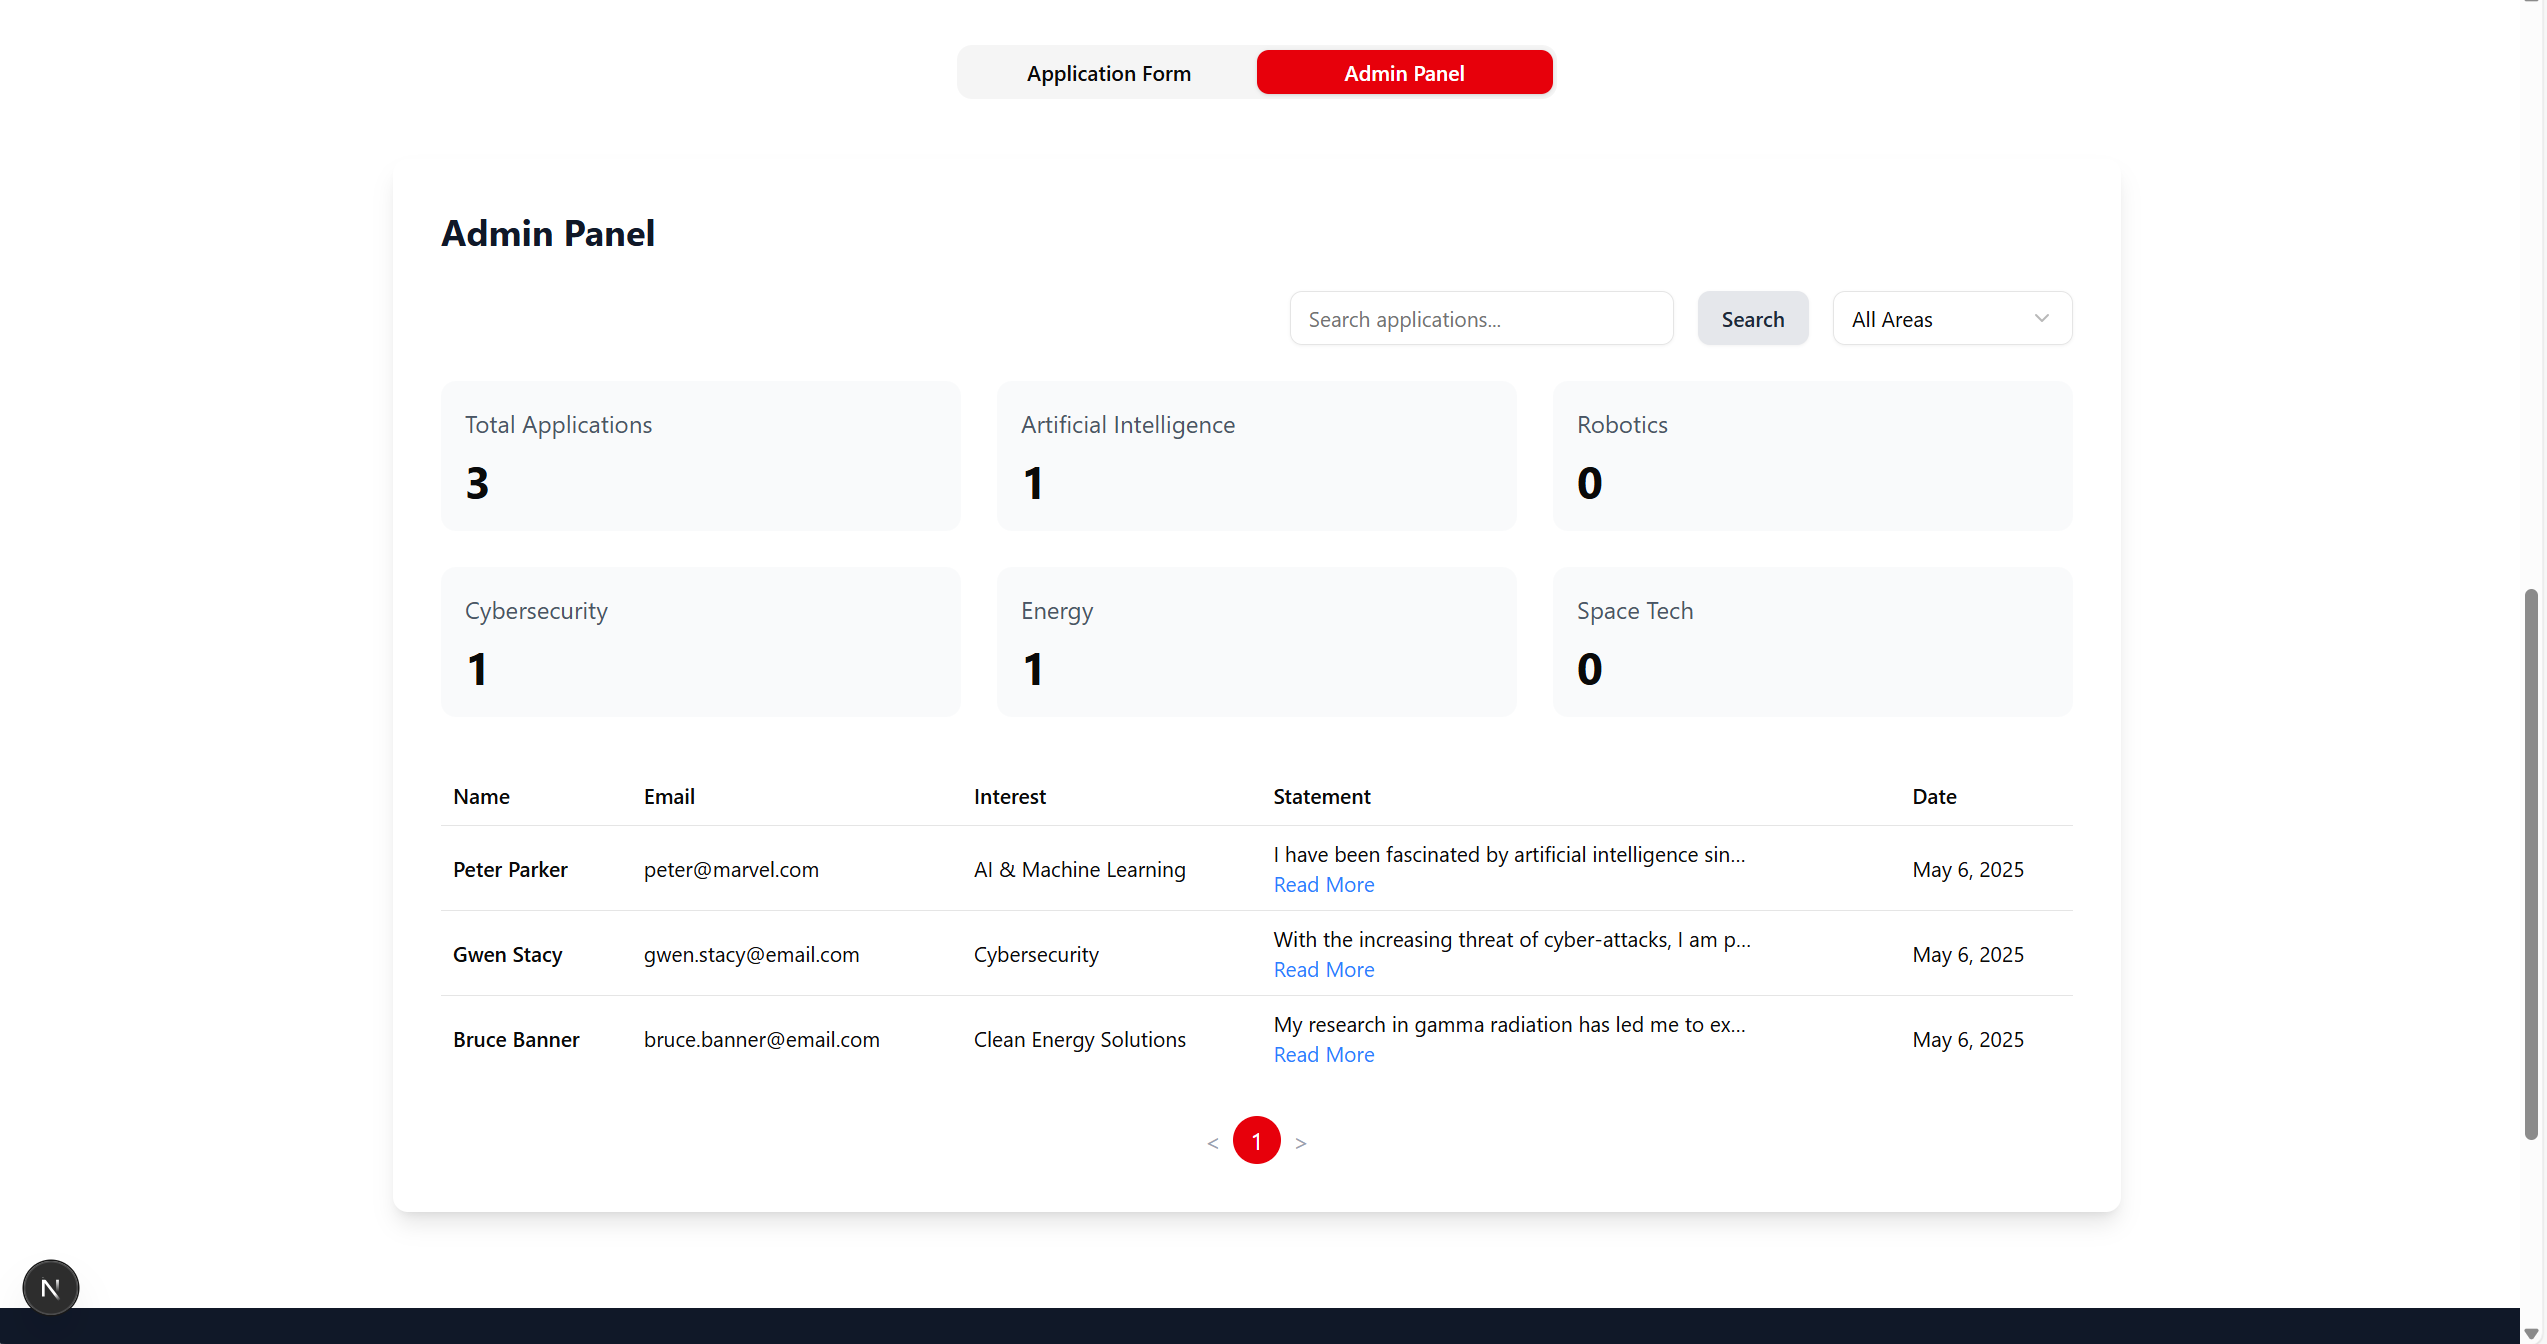 Application Form
Admin Panel
Admin Panel
Search applications...
Search
All Areas
Total Applications
3
Artificial Intelligence
1
Robotics
0
Cybersecurity
1
Energy
1
Space Tech
0
Name Email Interest Statement Date
Peter Parker peter@marvel.com AI & Machine Learning I have been fascinated by artificial intelligence sin... May 6, 2025
Read More
Gwen Stacy gwen.stacy@email.com Cybersecurity With the increasing threat of cyber-attacks, I am p... May 6, 2025
Read More
Bruce Banner bruce.banner@email.com Clean Energy Solutions My research in gamma radiation has led me to ex... May 6, 2025
Read More
< 1 >
N